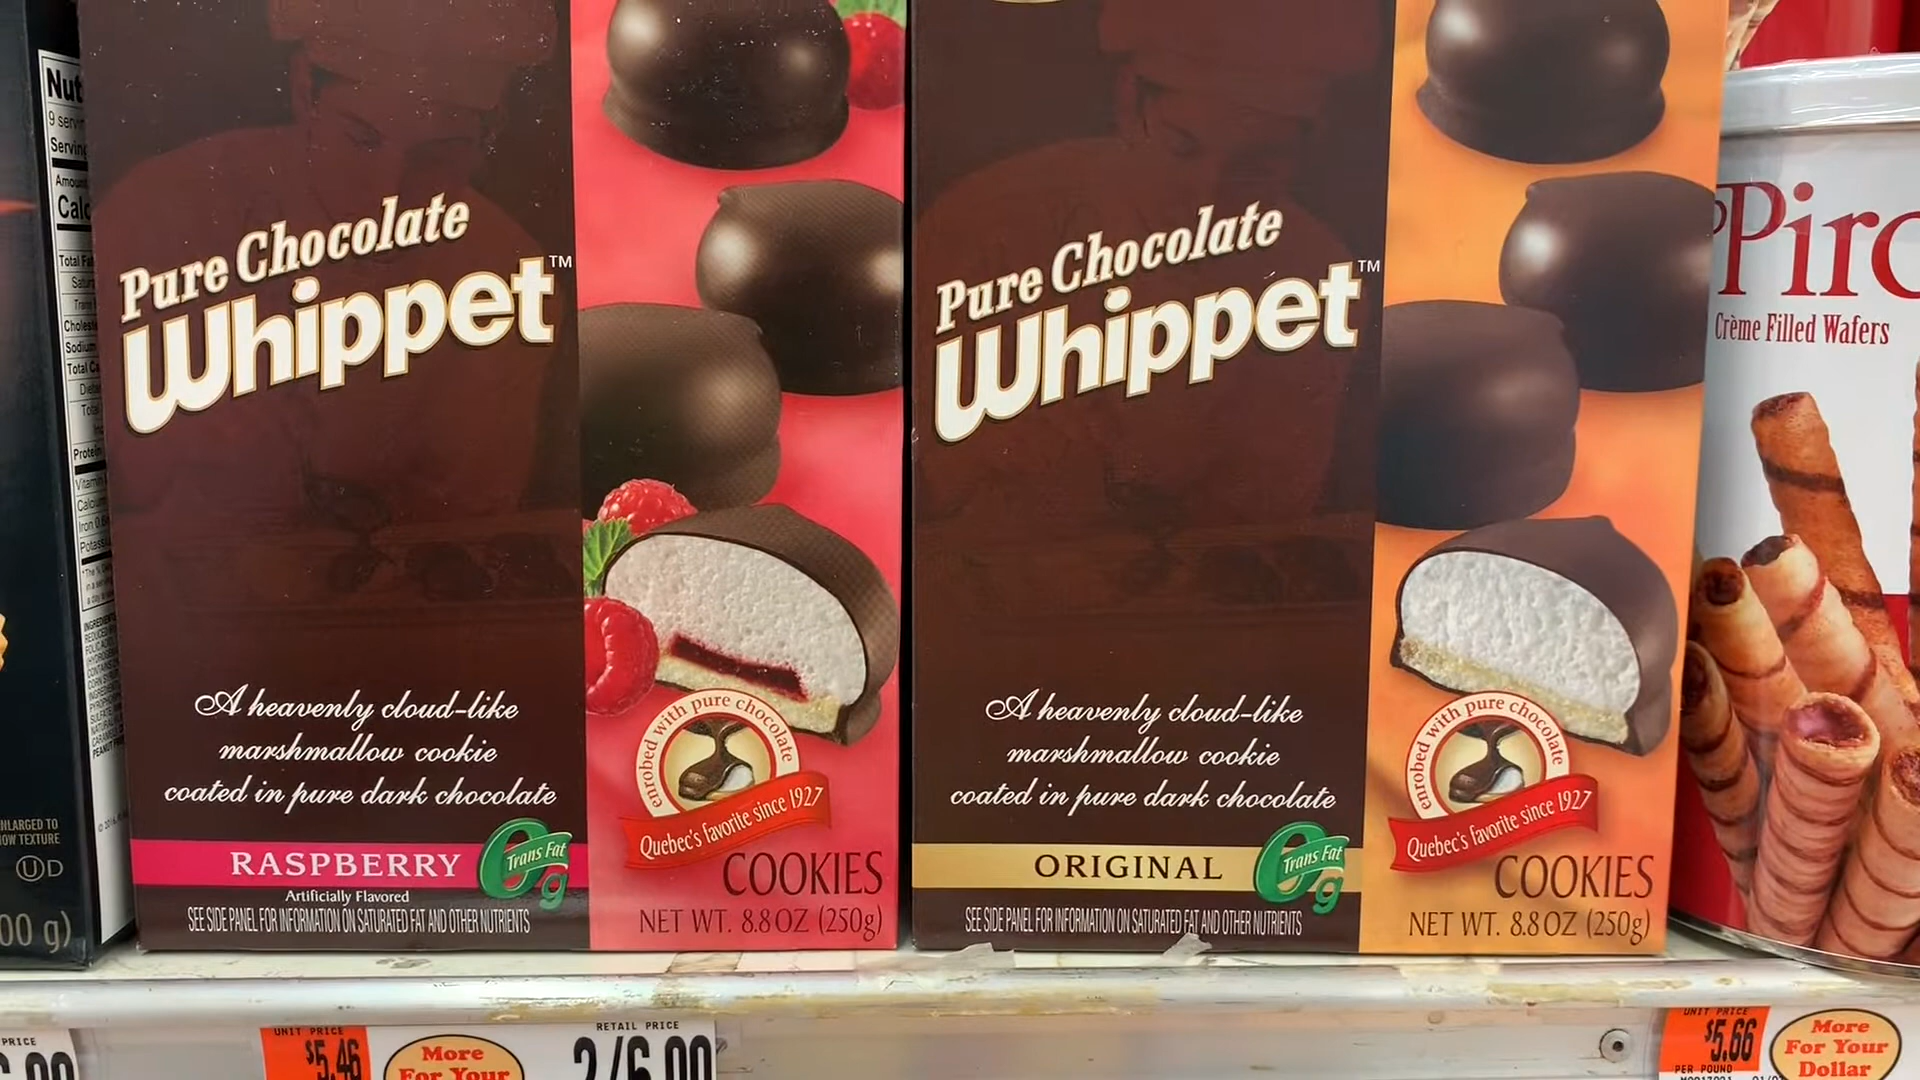 Pure Chocolate
Whippet™
A heavenly cloud-like
marshmallow cookie
coated in pure dark chocolate
RASPBERRY
0g Trans Fat
Artificially Flavored
SEE SIDE PANEL FOR INFORMATION ON SATURATED FAT AND OTHER NUTRIENTS
enrobed with pure chocolate
Quebec's favorite since 1927
COOKIES
NET WT. 8.8 OZ (250g)
Pure Chocolate
Whippet™
A heavenly cloud-like
marshmallow cookie
coated in pure dark chocolate
ORIGINAL
0g Trans Fat
SEE SIDE PANEL FOR INFORMATION ON SATURATED FAT AND OTHER NUTRIENTS
enrobed with pure chocolate
Quebec's favorite since 1927
COOKIES
NET WT. 8.8 OZ (250g)
Crème Filled Wafers
PRICE
UNIT PRICE
$5.46
More
For Your
RETAIL PRICE
2/6.00
UNIT PRICE
$5.66
PER POUND
More
For Your
Dollar